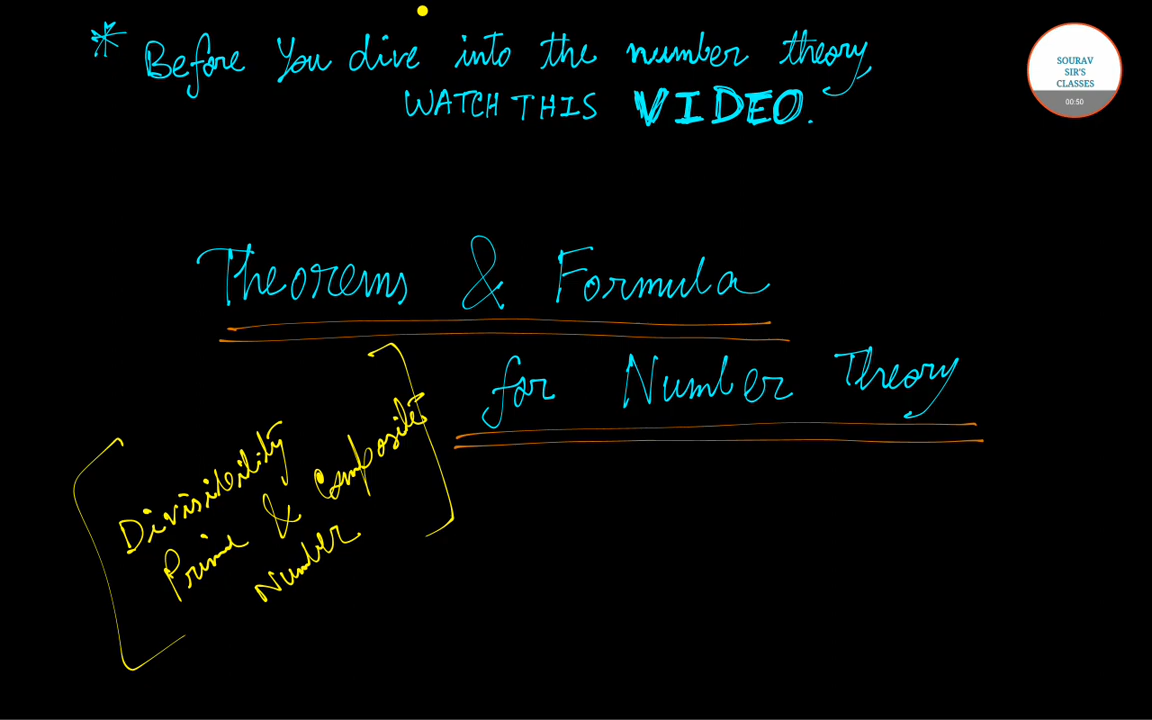 * Before You dive into the number theory
WATCH THIS VIDEO.
SOURAV
SIR'S
CLASSES
00:50
Theorems & Formula
for Number Theory
Divisibility
Prime & Composite
Number